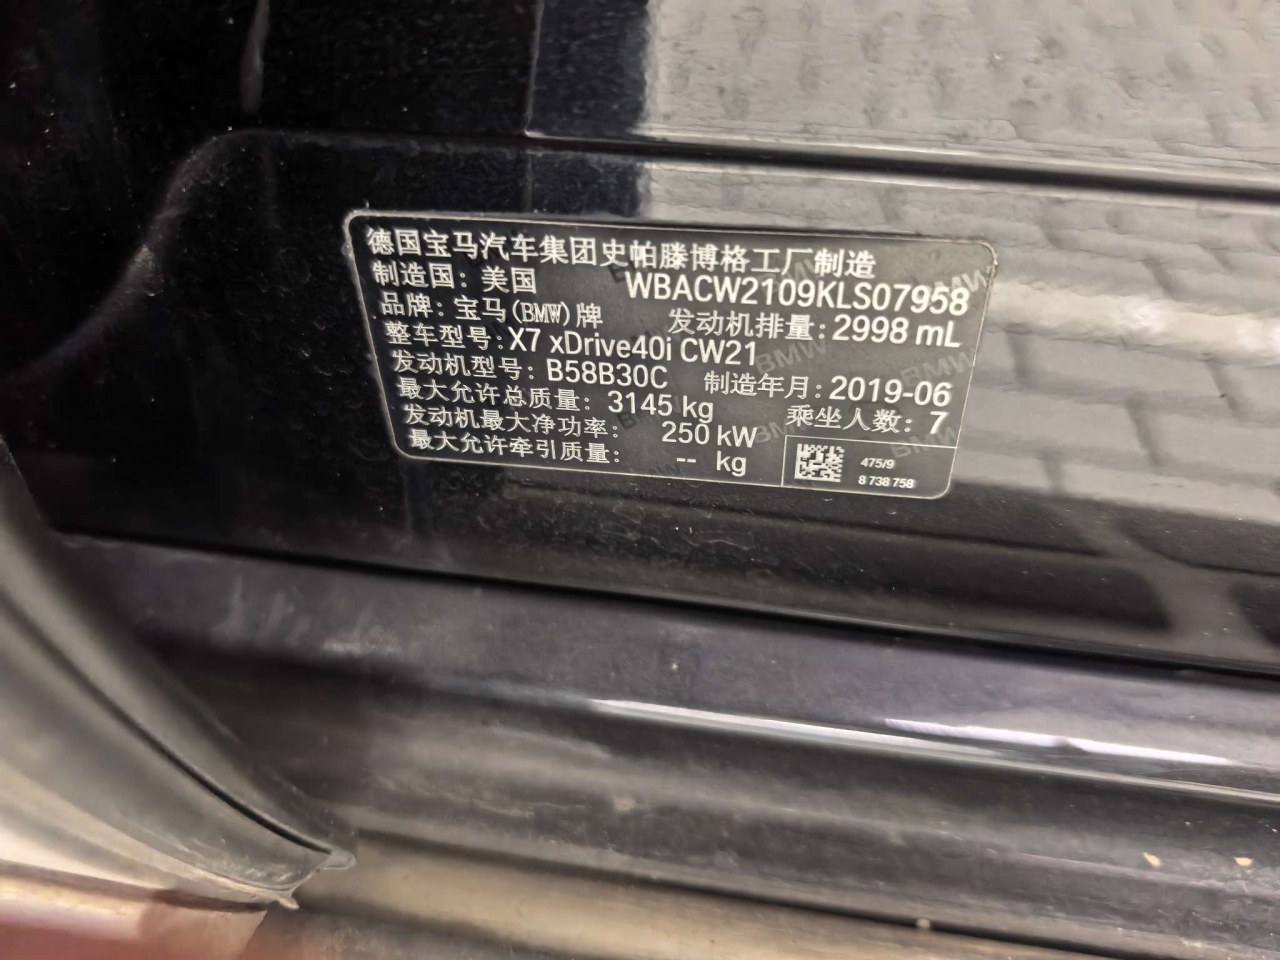 德国宝马汽车集团史帕滕博格工厂制造
制造国：美国 WBACW2109KLS07958
品牌：宝马(BMW)牌 发动机排量：2998 mL
整车型号：X7 xDrive40i CW21
发动机型号：B58B30C 制造年月：2019-06
最大允许总质量：3145 kg 乘坐人数：7
发动机最大净功率：250 kW
最大允许牵引质量：-- kg
475/9
8 738 758